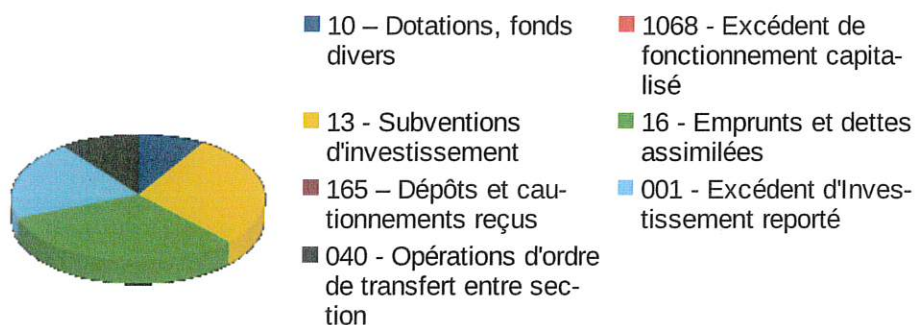 10 – Dotations, fonds
divers
1068 - Excédent de
fonctionnement capita-
lisé
13 - Subventions
d'investissement
16 - Emprunts et dettes
assimilées
165 – Dépôts et cau-
tionnements reçus
001 - Excédent d'Inves-
tissement reporté
040 - Opérations d'ordre
de transfert entre sec-
tion